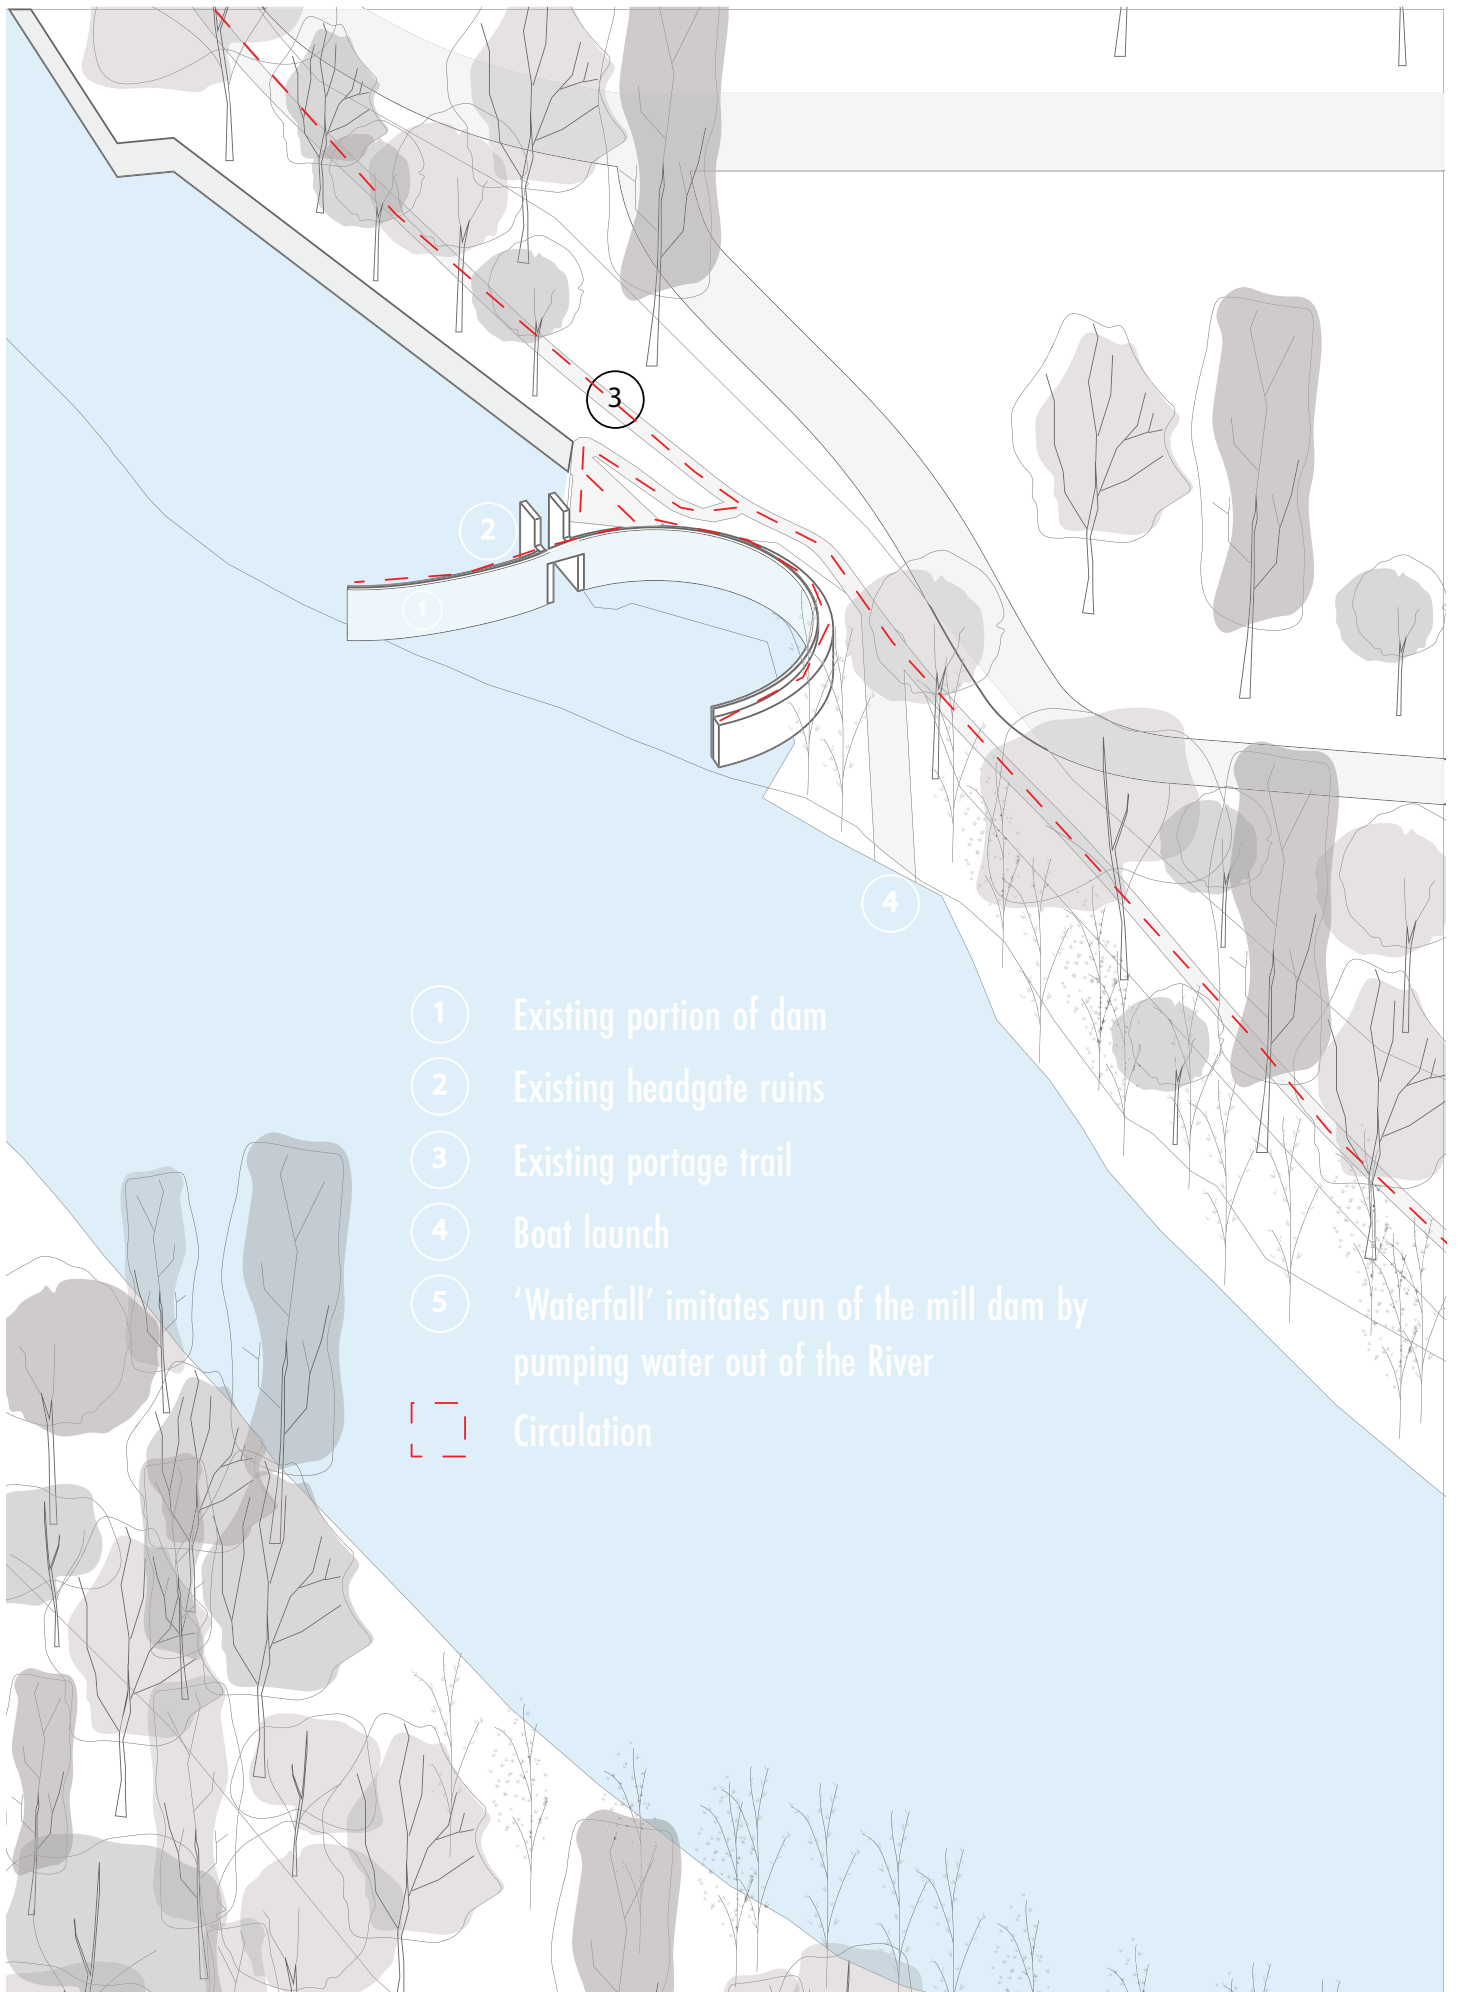 3
2
1
4
1 Existing portion of dam
2 Existing headgate ruins
3 Existing portage trail
4 Boat launch
5 ‘Waterfall’ imitates run of the mill dam by
pumping water out of the River
Circulation